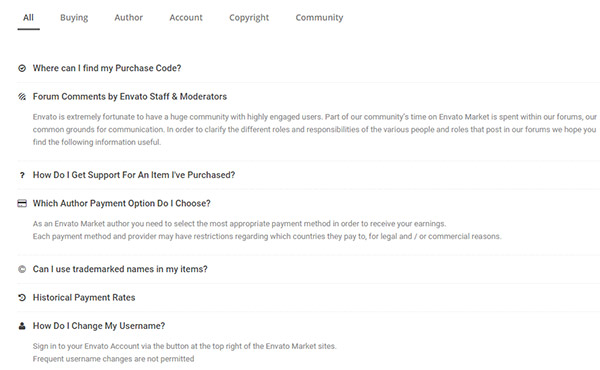 All Buying Author Account Copyright Community
Where can I find my Purchase Code?
Forum Comments by Envato Staff & Moderators
Envato is extremely fortunate to have a huge community with highly engaged users. Part of our community's time on Envato Market is spent within our forums, our
common grounds for communication. In order to clarify the different roles and responsibilities of the various people and roles that post in our forums we hope you
find the following information useful.
? How Do I Get Support For An Item I've Purchased?
Which Author Payment Option Do I Choose?
As an Envato Market author you need to select the most appropriate payment method in order to receive your earnings.
Each payment method and provider may have restrictions regarding which countries they pay to, for legal and / or commercial reasons.
© Can I use trademarked names in my items?
Historical Payment Rates
How Do I Change My Username?
Sign in to your Envato Account via the button at the top right of the Envato Market sites.
Frequent username changes are not permitted